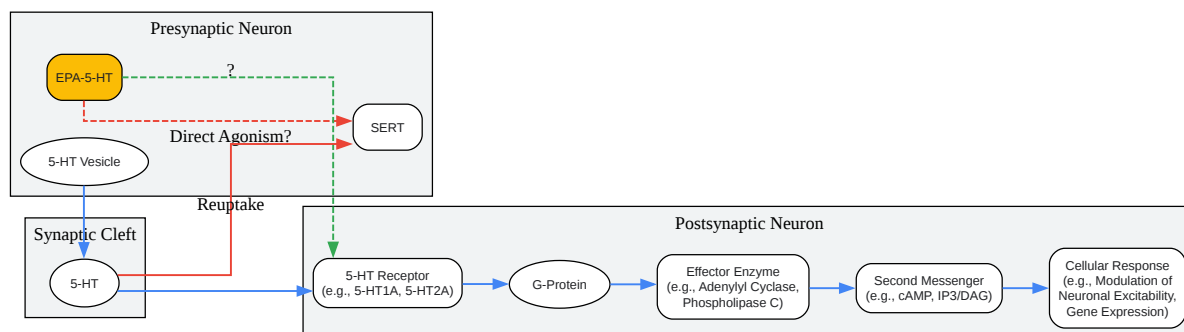 Presynaptic Neuron
EPA-5-HT
?
SERT
Direct Agonism?
5-HT Vesicle
Reuptake
Synaptic Cleft
5-HT
Postsynaptic Neuron
5-HT Receptor
(e.g., 5-HT1A, 5-HT2A)
G-Protein
Effector Enzyme
(e.g., Adenylyl Cyclase,
Phospholipase C)
Second Messenger
(e.g., cAMP, IP3/DAG)
Cellular Response
(e.g., Modulation of
Neuronal Excitability,
Gene Expression)